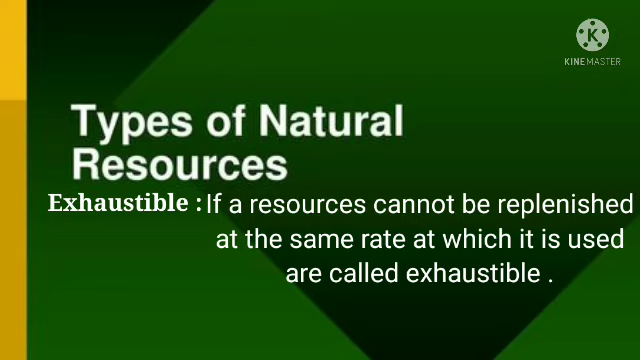 K
KINEMASTER
Types of Natural
Resources
Exhaustible : If a resources cannot be replenished
at the same rate at which it is used
are called exhaustible .